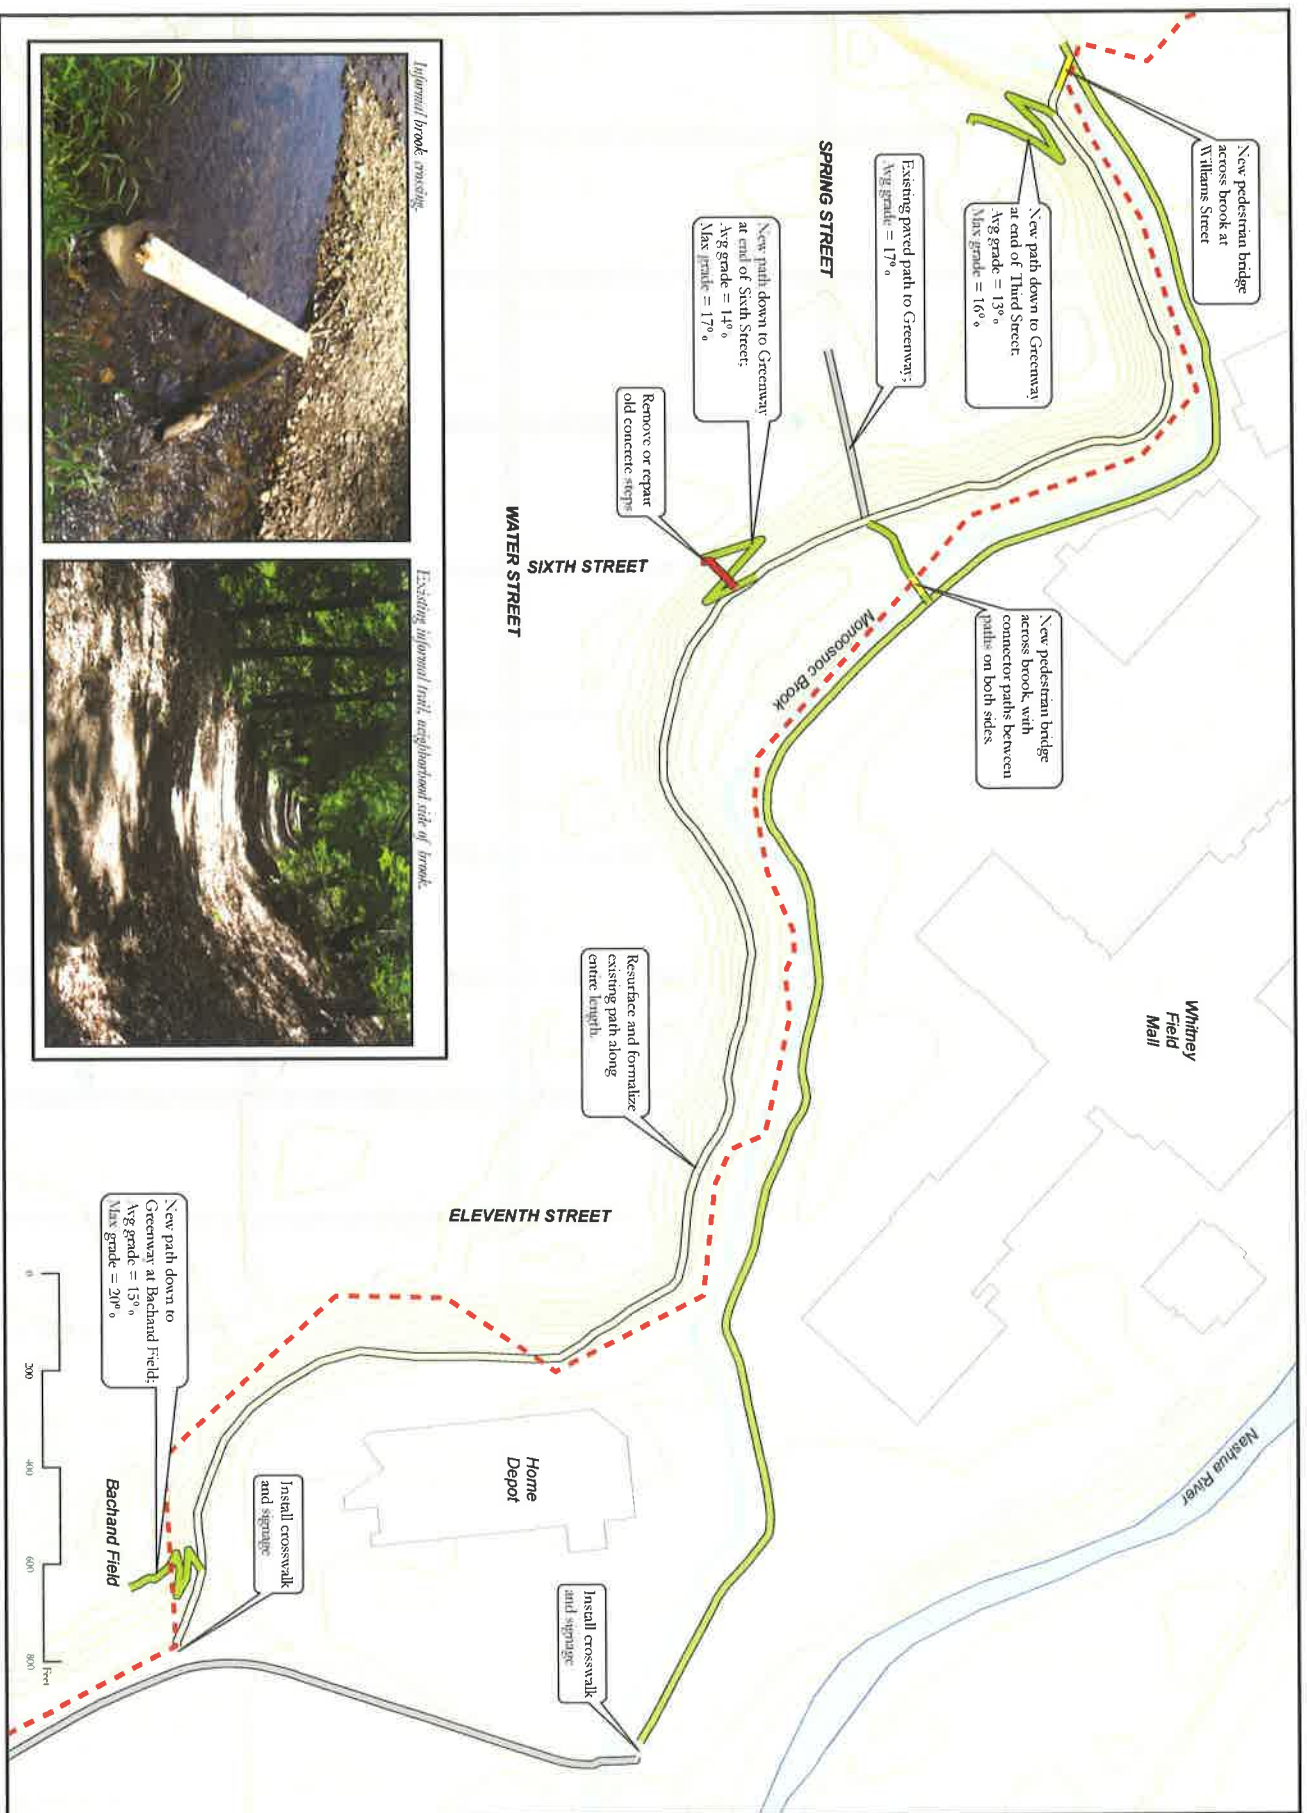 New pedestrian bridge
across brook at
Williams Street
New path down to Greenway
at end of Third Street;
Avg grade = 13%
Max grade = 16%
Existing paved path to Greenway;
Avg grade = 17%
SPRING STREET
New path down to Greenway
at end of Sixth Street;
Avg grade = 14%
Max grade = 17%
Remove or repair
old concrete steps
SIXTH STREET
WATER STREET
New pedestrian bridge
across brook, with
connector paths between
paths on both sides.
Monoosnoc Brook
Whitney
Field
Mall
Nashua River
Resurface and formalize
existing path along
entire length.
ELEVENTH STREET
Home
Depot
Install crosswalk
and signage
Install crosswalk
and signage
New path down to
Greenway at Bachand Field;
Avg grade = 15%
Max grade = 20%
Bachand Field
0 200 400 600 800
Feet
Informal brook crossing.
Existing informal trail, neighborhood side of brook.